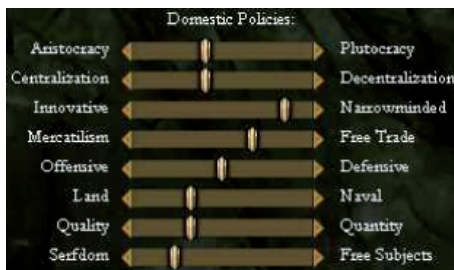 Domestic Policies:
Aristocracy Plutocracy
Centralization Decentralization
Innovative Narrowminded
Mercatilism Free Trade
Offensive Defensive
Land Naval
Quality Quantity
Serfdom Free Subjects